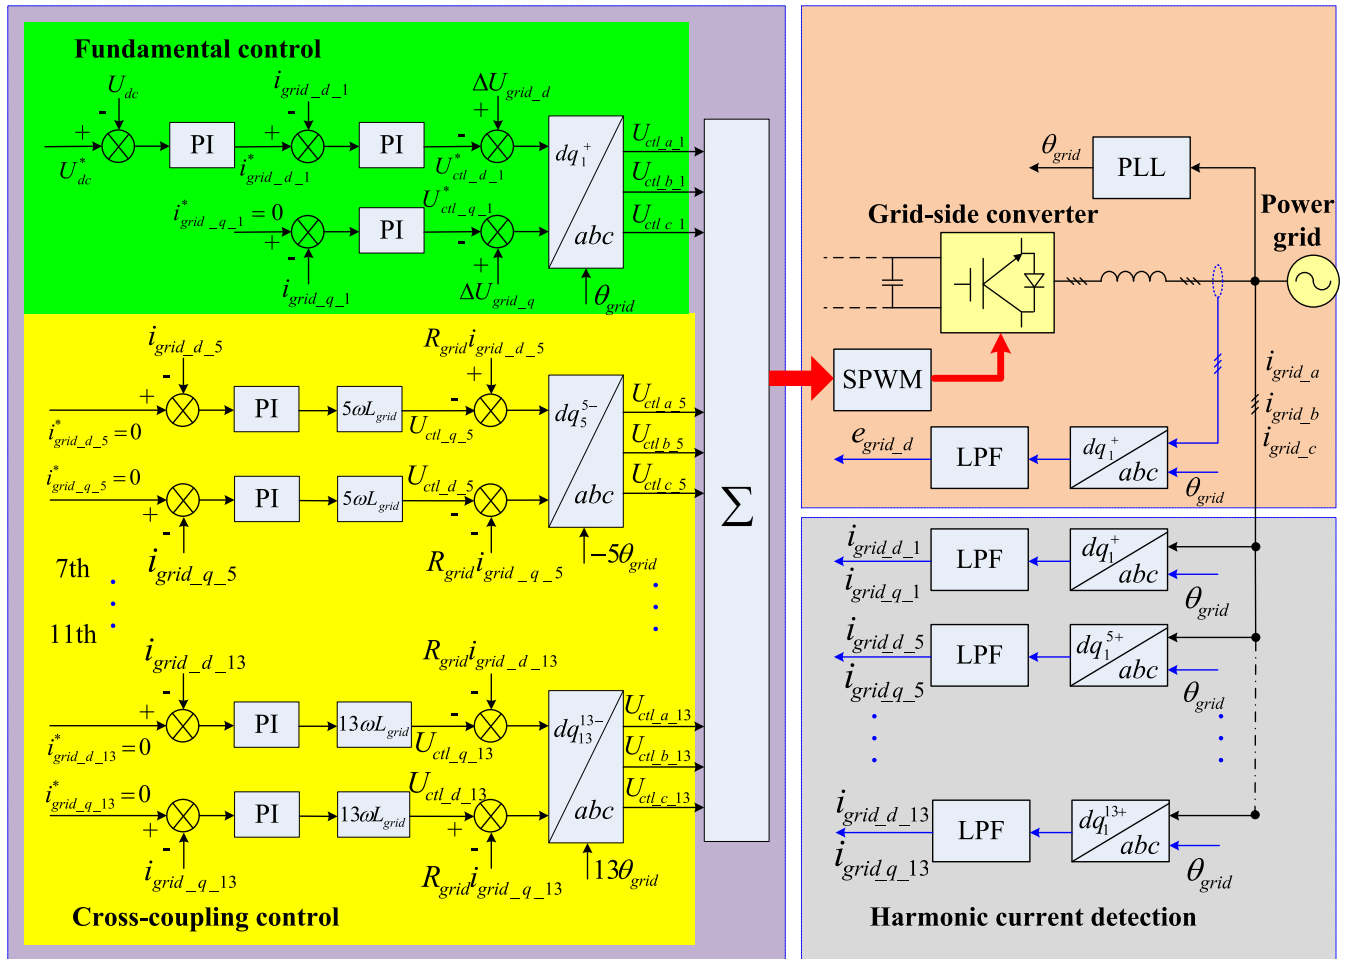 Fundamental control
U_dc
-
+
U*_dc
PI
i_grid_d_1
-
+
i*_grid_d_1
PI
ΔU_grid_d
+
-
U*_ctl_d_1
i*_grid_q_1 = 0
+
-
i_grid_q_1
PI
U*_ctl_q_1
-
+
ΔU_grid_q
dq_1^+
abc
θ_grid
U_ctl_a_1
U_ctl_b_1
U_ctl_c_1
i_grid_d_5
-
+
i*_grid_d_5 = 0
PI
5ωL_grid
U_ctl_q_5
R_grid i_grid_d_5
+
-
i*_grid_q_5 = 0
+
-
i_grid_q_5
PI
5ωL_grid
U_ctl_d_5
-
-
R_grid i_grid_q_5
dq_5^5-
abc
-5θ_grid
U_ctl_a_5
U_ctl_b_5
U_ctl_c_5
7th
11th
i_grid_d_13
-
+
i*_grid_d_13 = 0
PI
13ωL_grid
U_ctl_q_13
R_grid i_grid_d_13
-
-
i*_grid_q_13 = 0
+
-
i_grid_q_13
PI
13ωL_grid
U_ctl_d_13
+
-
R_grid i_grid_q_13
dq_13^13-
abc
13θ_grid
U_ctl_a_13
U_ctl_b_13
U_ctl_c_13
Cross-coupling control
Σ
θ_grid
PLL
Grid-side converter
Power
grid
SPWM
i_grid_a
i_grid_b
i_grid_c
e_grid_d
LPF
dq_1^+
abc
θ_grid
i_grid_d_1
i_grid_q_1
LPF
dq_1^+
abc
θ_grid
i_grid_d_5
i_grid_q_5
LPF
dq_1^5+
abc
θ_grid
i_grid_d_13
i_grid_q_13
LPF
dq_1^13+
abc
θ_grid
Harmonic current detection